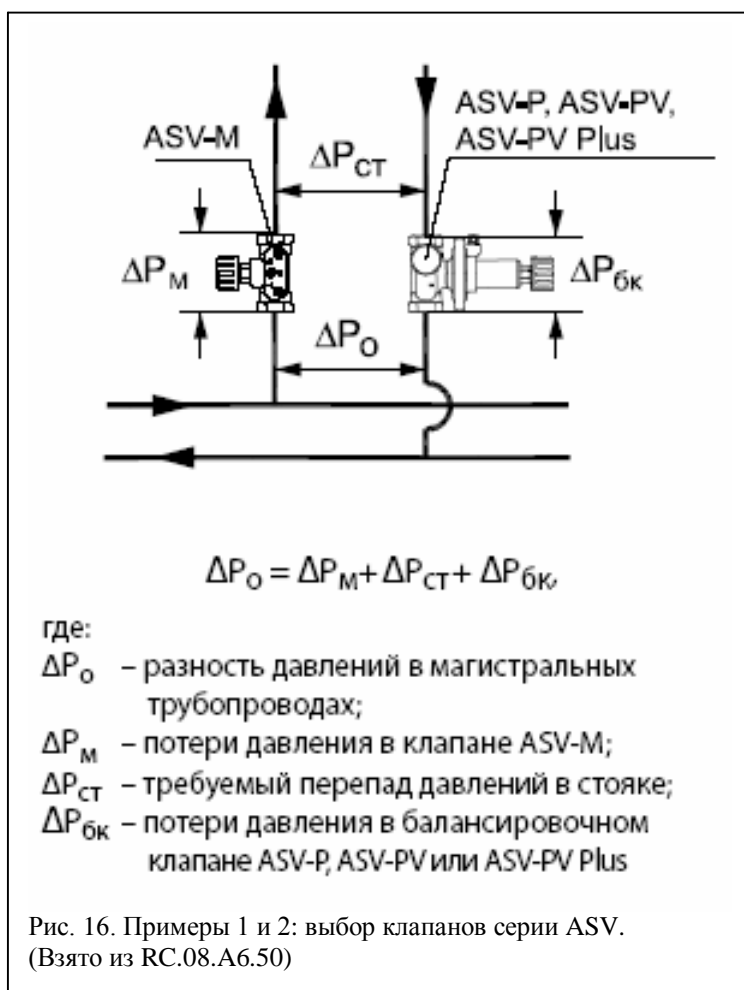 ASV-P, ASV-PV,
ASV-M
ASV-PV Plus
ΔPст
ΔPм
ΔPбк
ΔPо
ΔPо = ΔPм+ ΔPст+ ΔPбк,
где:
ΔPо – разность давлений в магистральных
трубопроводах;
ΔPм – потери давления в клапане ASV-M;
ΔPст – требуемый перепад давлений в стояке;
ΔPбк – потери давления в балансировочном
клапане ASV-P, ASV-PV или ASV-PV Plus
Рис. 16. Примеры 1 и 2: выбор клапанов серии ASV.
(Взято из RC.08.A6.50)